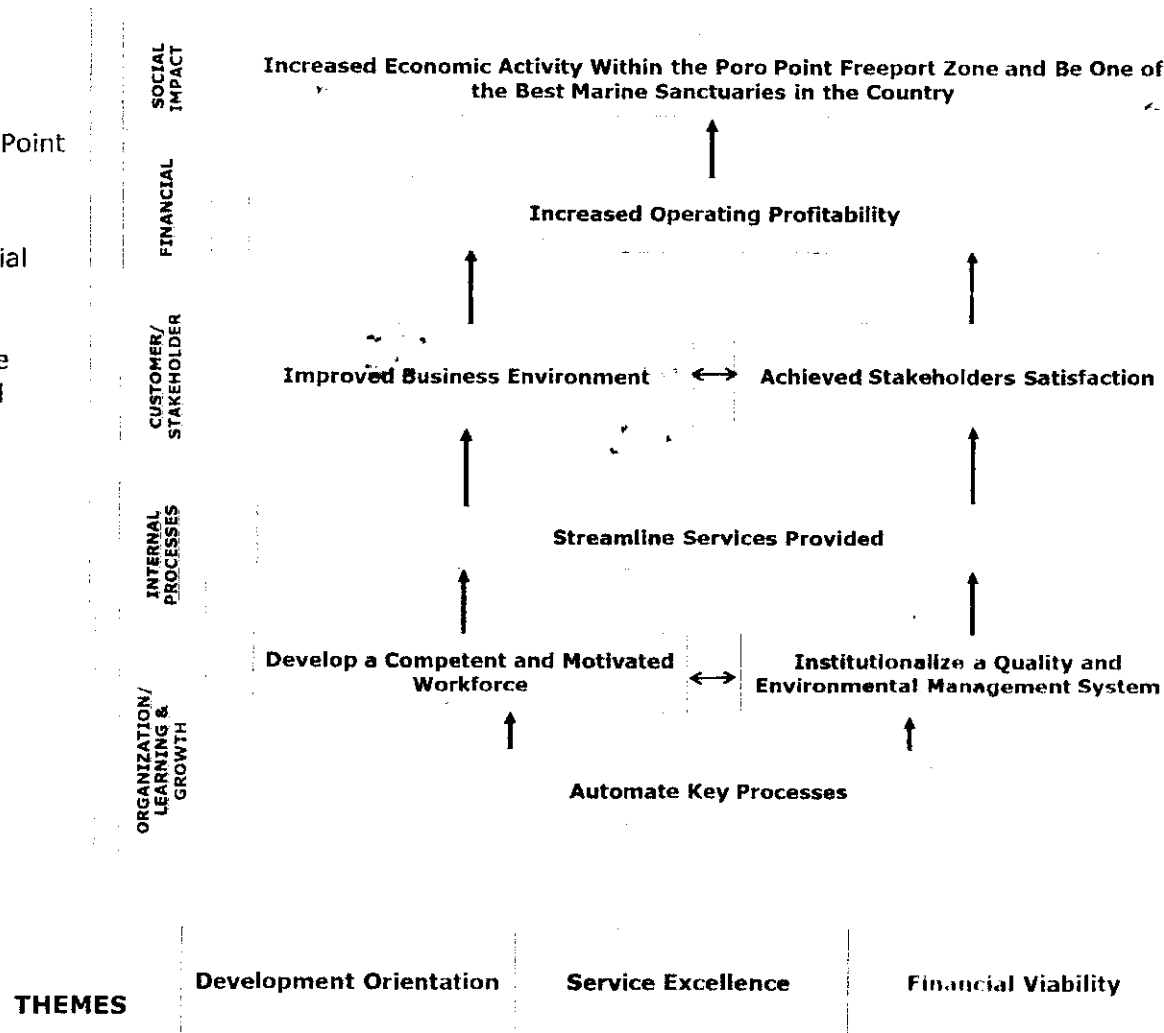 SOCIAL
IMPACT
Increased Economic Activity Within the Poro Point Freeport Zone and Be One of
the Best Marine Sanctuaries in the Country
Point
FINANCIAL
Increased Operating Profitability
ial
CUSTOMER/
STAKEHOLDER
Improved Business Environment
Achieved Stakeholders Satisfaction
INTERNAL
PROCESSES
Streamline Services Provided
Develop a Competent and Motivated
Workforce
Institutionalize a Quality and
Environmental Management System
ORGANIZATION/
LEARNING &
GROWTH
Automate Key Processes
THEMES
Development Orientation
Service Excellence
Financial Viability